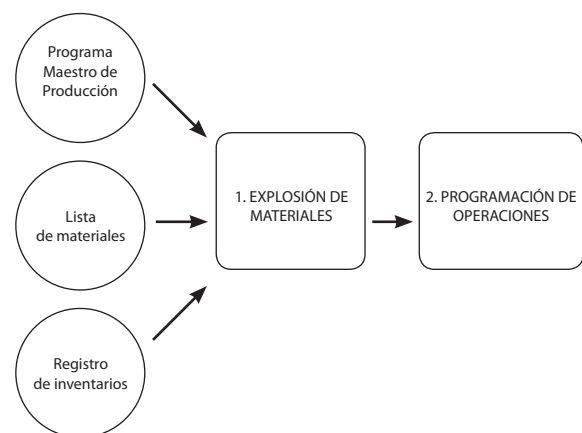 Programa
Maestro de
Producción
Lista
de materiales
Registro
de inventarios
1. EXPLOSIÓN DE
MATERIALES
2. PROGRAMACIÓN DE
OPERACIONES